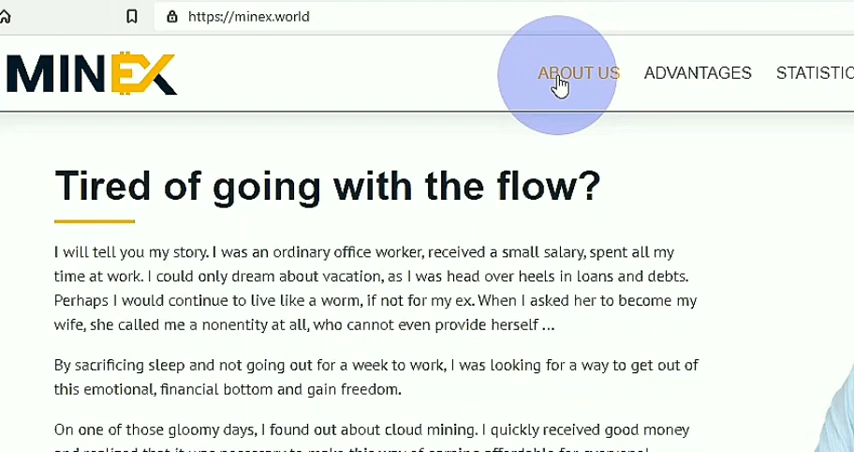 https://minex.world
MINEX
ABOUT US
ADVANTAGES
Tired of going with the flow?
I will tell you my story. I was an ordinary office worker, received a small salary, spent all my
time at work. I could only dream about vacation, as I was head over heels in loans and debts.
Perhaps I would continue to live like a worm, if not for my ex. When I asked her to become my
wife, she called me a nonentity at all, who cannot even provide herself ...
By sacrificing sleep and not going out for a week to work, I was looking for a way to get out of
this emotional, financial bottom and gain freedom.
On one of those gloomy days, I found out about cloud mining. I quickly received good money